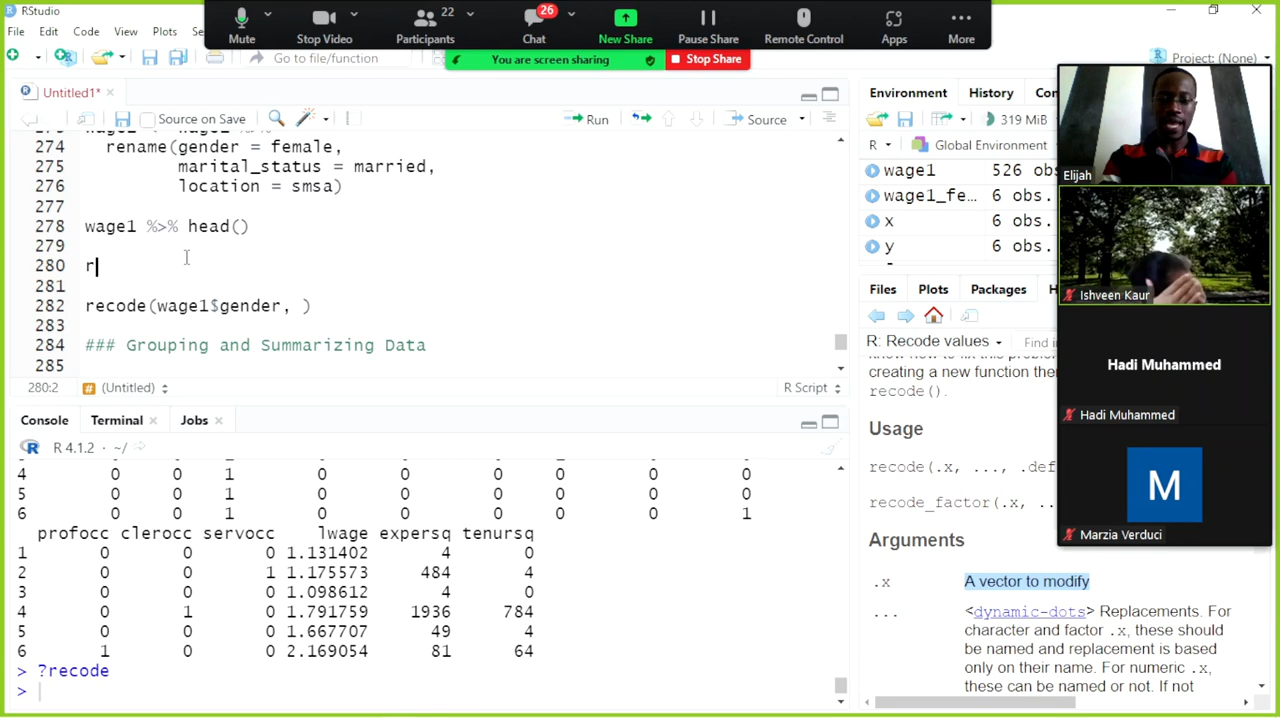 RStudio
File Edit Code View Plots
Mute Stop Video Participants 22 Chat 26 New Share Pause Share Remote Control Apps More
You are screen sharing Stop Share
Go to file/function
Project: (None)
Untitled1*
Source on Save Run Source
274 rename(gender = female,
275 marital_status = married,
276 location = smsa)
277
278 wage1 %>% head()
279
280 r
281
282 recode(wage1$gender, )
283
284 ### Grouping and Summarizing Data
285
280:2 (Untitled) R Script
Console Terminal Jobs
R 4.1.2 · ~/
4 0 0 1 0 0 0 0 0
5 0 0 1 0 0 0 0 0
6 0 0 1 0 0 0 0 1
profocc clerocc servocc lwage expersq tenursq
1 0 0 0 1.131402 4 0
2 0 0 1 1.175573 484 4
3 0 0 0 1.098612 4 0
4 0 1 0 1.791759 1936 784
5 0 0 0 1.667707 49 4
6 1 0 0 2.169054 81 64
> ?recode
>
Environment History
319 MiB
R Global Environment
wage1 526 obs.
wage1_fe… 6 obs.
x 6 obs.
y 6 obs.
Files Plots Packages
R: Recode values Find in
creating a new function
recode().
Usage
recode(.x, ..., .def
recode_factor(.x, ..
Arguments
.x A vector to modify
... <dynamic-dots> Replacements. For
character and factor .x, these should
be named and replacement is based
only on their name. For numeric .x,
these can be named or not. If not
Elijah
Ishveen Kaur
Hadi Muhammed
Hadi Muhammed
M
Marzia Verduci